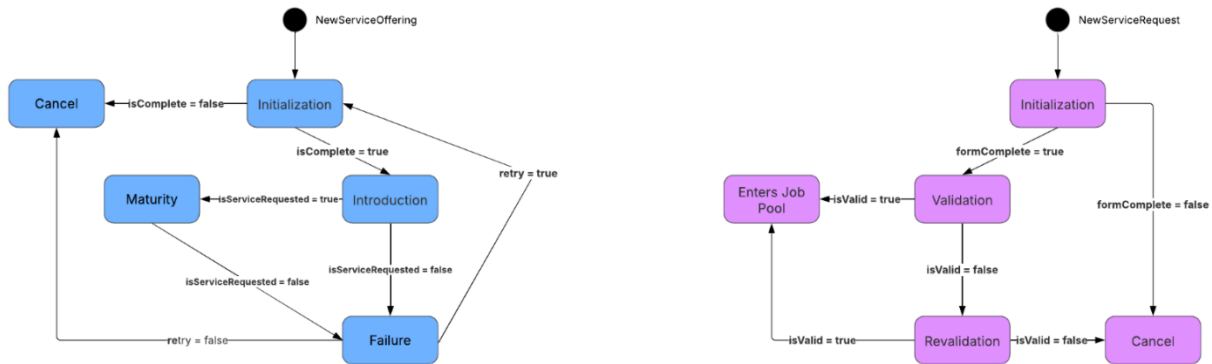 NewServiceOffering
Cancel
isComplete = false
Initialization
isComplete = true
retry = true
Maturity
isServiceRequested = true
Introduction
isServiceRequested = false
isServiceRequested = false
retry = false
Failure
NewServiceRequest
Initialization
formComplete = true
Enters Job
Pool
isValid = true
Validation
formComplete = false
isValid = false
isValid = true
Revalidation
isValid = false
Cancel